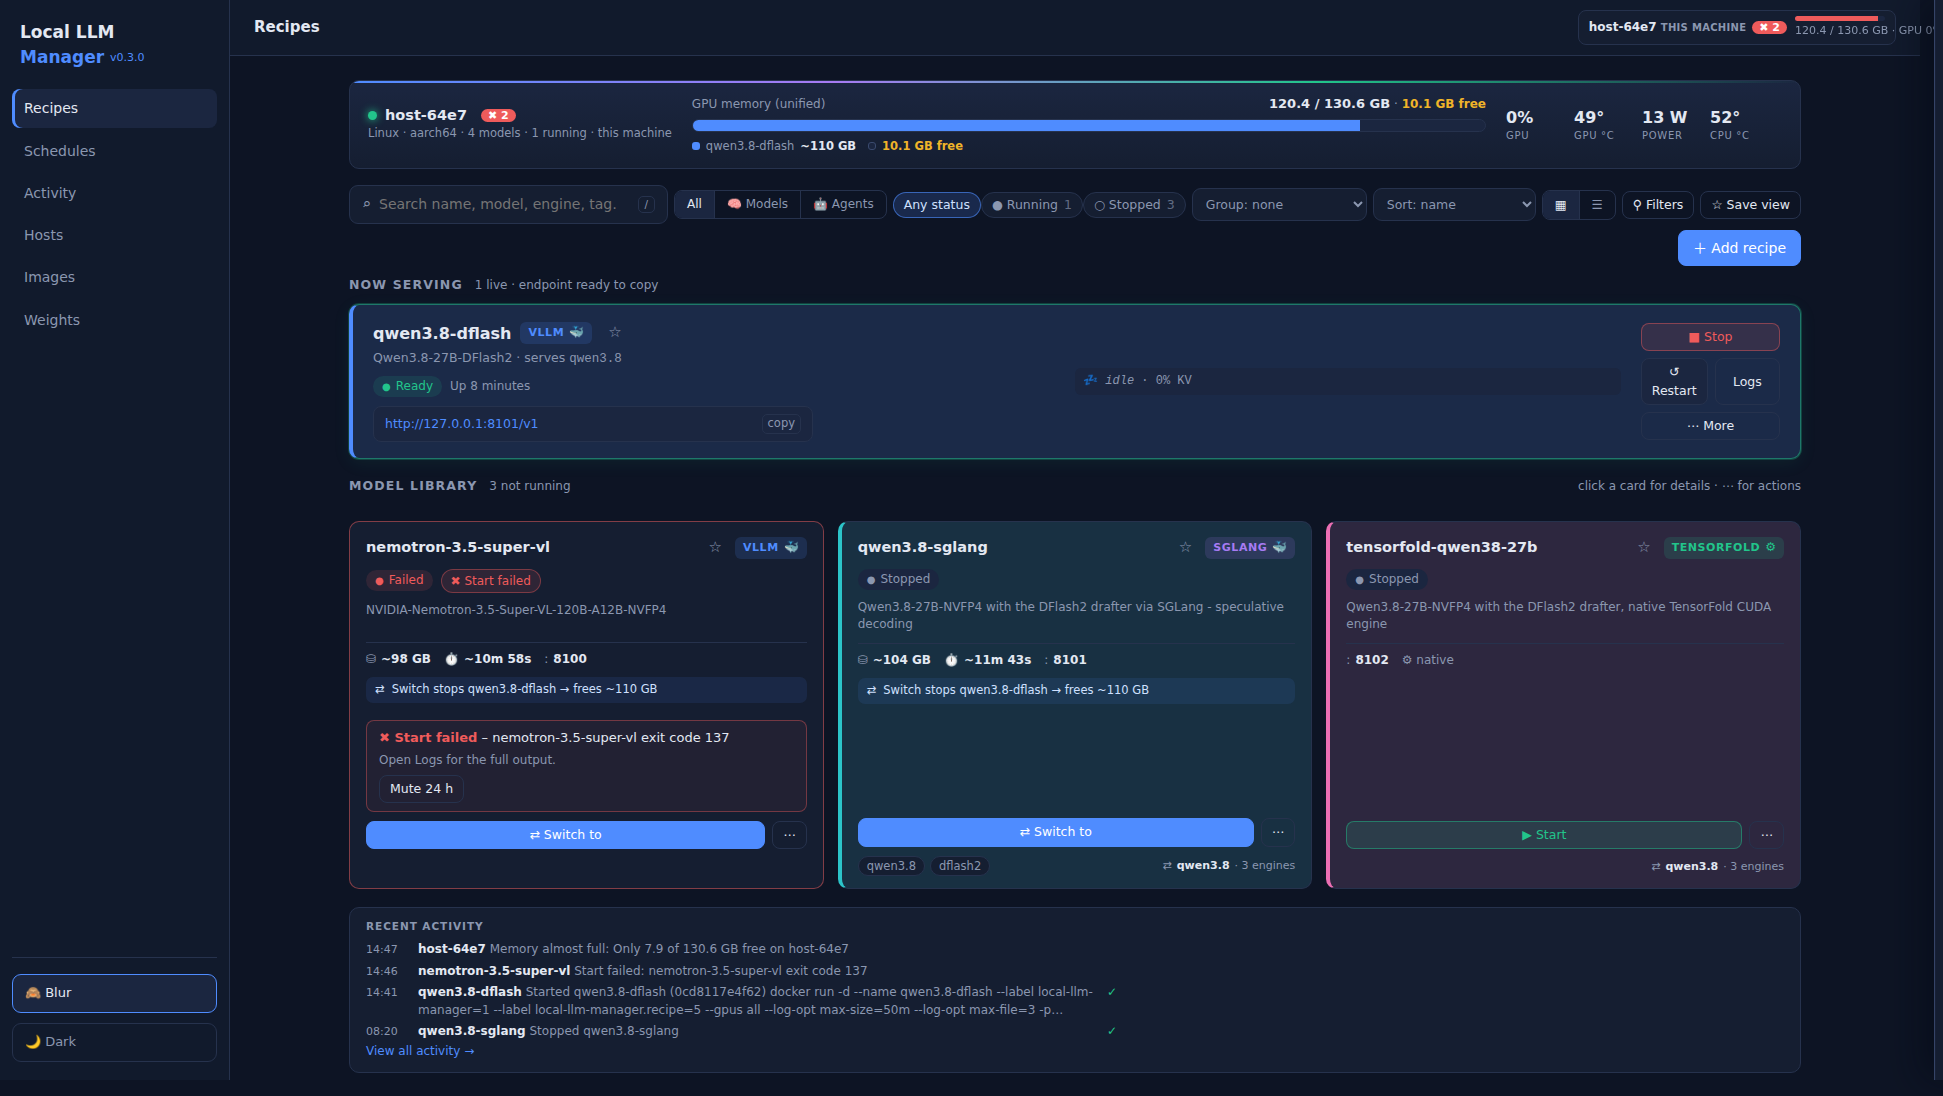 Local LLM
Manager v0.3.0
Recipes
Schedules
Activity
Hosts
Images
Weights
🙈 Blur
🌙 Dark
Recipes
host-64e7 THIS MACHINE ✖ 2
120.4 / 130.6 GB · GPU 0%
host-64e7 ✖ 2
Linux · aarch64 · 4 models · 1 running · this machine
GPU memory (unified) 120.4 / 130.6 GB · 10.1 GB free
qwen3.8-dflash ~110 GB 10.1 GB free
0% 49° 13 W 52°
GPU GPU °C POWER CPU °C
Search name, model, engine, tag. /
All 🧠 Models 🤖 Agents
Any status ● Running 1 ○ Stopped 3
Group: none
Sort: name
▦ ☰ Filters ☆ Save view
+ Add recipe
NOW SERVING 1 live · endpoint ready to copy
qwen3.8-dflash VLLM 🐳 ☆
Qwen3.8-27B-DFlash2 · serves qwen3.8
● Ready Up 8 minutes
http://127.0.0.1:8101/v1 copy
💤 idle · 0% KV
■ Stop
↺ Restart
Logs
⋯ More
MODEL LIBRARY 3 not running
click a card for details · ⋯ for actions
nemotron-3.5-super-vl ☆ VLLM 🐳
● Failed ✖ Start failed
NVIDIA-Nemotron-3.5-Super-VL-120B-A12B-NVFP4
⛁ ~98 GB ⏱ ~10m 58s : 8100
⇄ Switch stops qwen3.8-dflash → frees ~110 GB
✖ Start failed – nemotron-3.5-super-vl exit code 137
Open Logs for the full output.
Mute 24 h
⇄ Switch to ⋯
qwen3.8-sglang ☆ SGLANG 🐳
● Stopped
Qwen3.8-27B-NVFP4 with the DFlash2 drafter via SGLang - speculative
decoding
⛁ ~104 GB ⏱ ~11m 43s : 8101
⇄ Switch stops qwen3.8-dflash → frees ~110 GB
⇄ Switch to ⋯
qwen3.8 dflash2 ⇄ qwen3.8 · 3 engines
tensorfold-qwen38-27b ☆ TENSORFOLD ⚙
● Stopped
Qwen3.8-27B-NVFP4 with the DFlash2 drafter, native TensorFold CUDA
engine
: 8102 ⚙ native
▶ Start ⋯
⇄ qwen3.8 · 3 engines
RECENT ACTIVITY
14:47 host-64e7 Memory almost full: Only 7.9 of 130.6 GB free on host-64e7
14:46 nemotron-3.5-super-vl Start failed: nemotron-3.5-super-vl exit code 137
14:41 qwen3.8-dflash Started qwen3.8-dflash (0cd8117e4f62) docker run -d --name qwen3.8-dflash --label local-llm- ✓
manager=1 --label local-llm-manager.recipe=5 --gpus all --log-opt max-size=50m --log-opt max-file=3 -p...
08:20 qwen3.8-sglang Stopped qwen3.8-sglang ✓
View all activity →